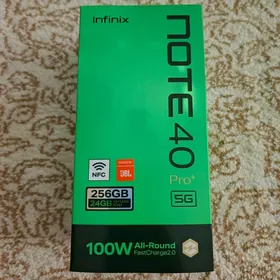 Infinix
NOTE 40
Pro+
5G
NFC
JBL
256GB
24GB
100W
All-Round
FastCharge2.0